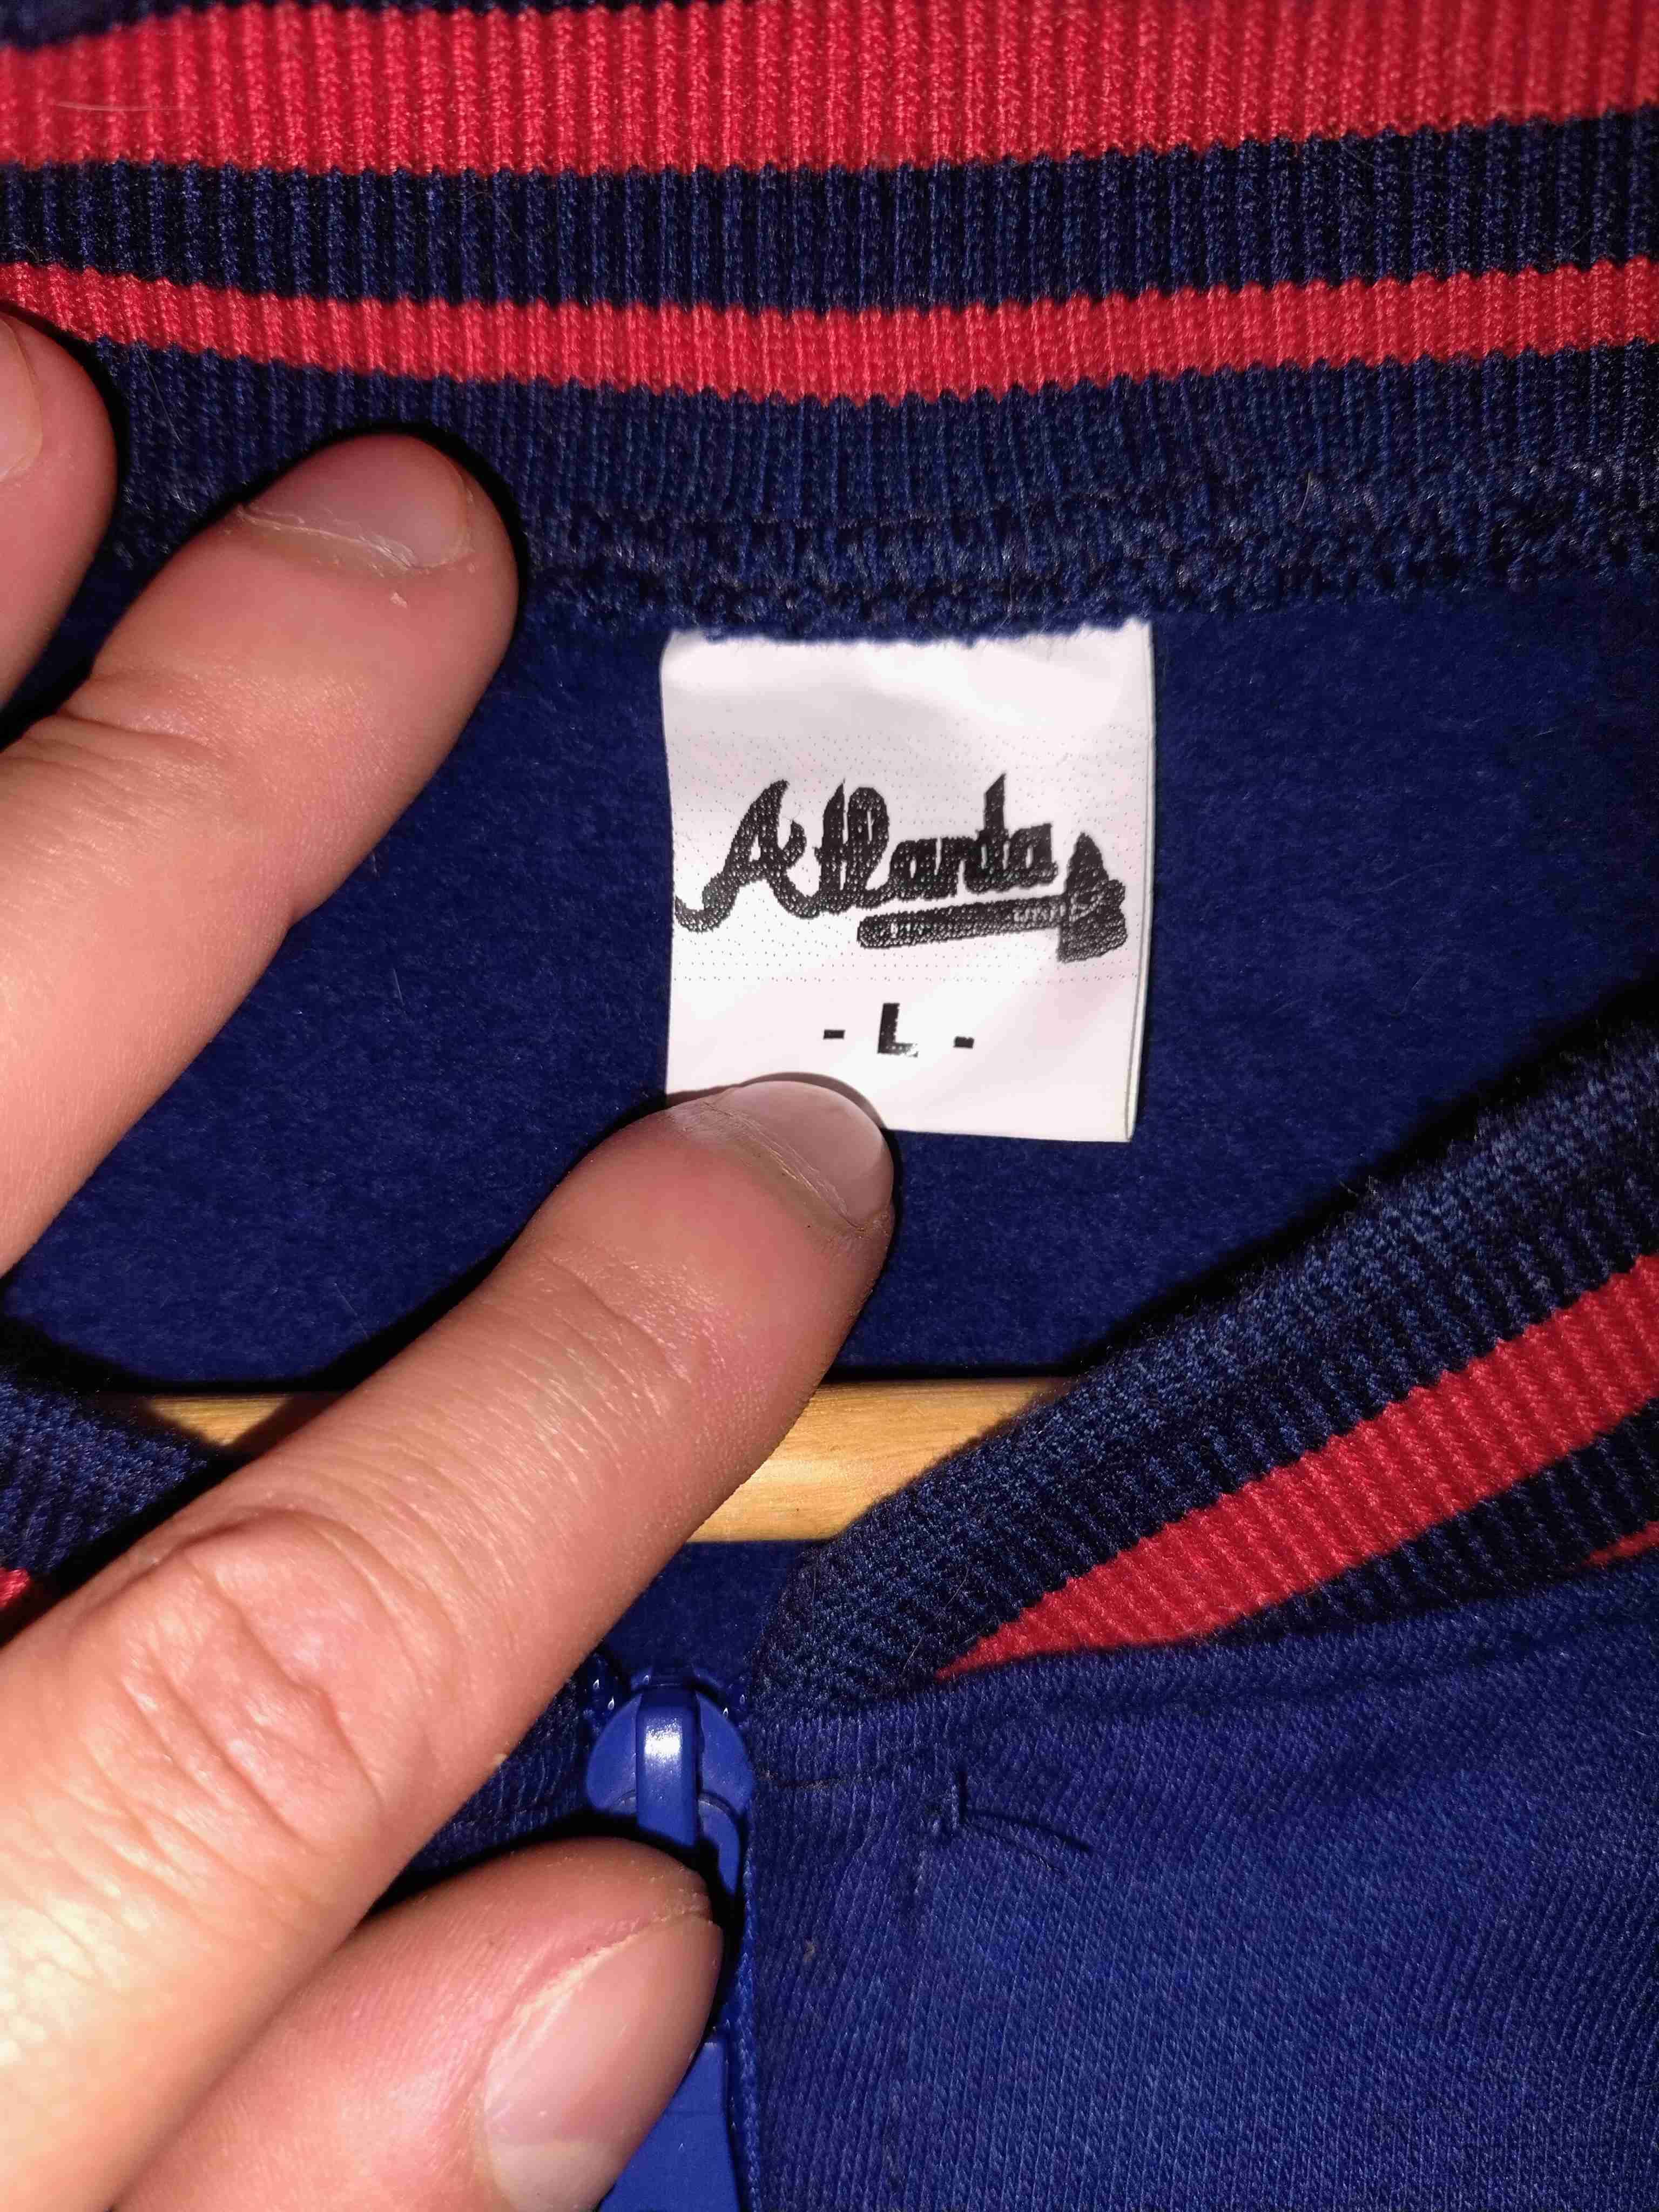 Atlanta
- L -